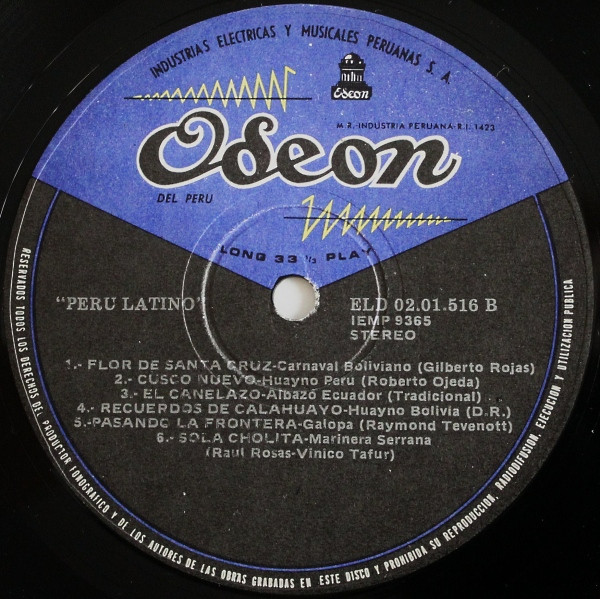 INDUSTRIAS ELECTRICAS Y MUSICALES PERUANAS S. A.
Odeon
M.R.-INDUSTRIA PERUANA-R.I. 1423
Odeon
DEL PERU
LONG 33 1/3 PLAY
"PERU LATINO"
ELD 02.01.516 B
IEMP 9365
STEREO
1.- FLOR DE SANTA CRUZ-Carnaval Boliviano (Gilberto Rojas)
2.- CUSCO NUEVO-Huayno Peru (Roberto Ojeda)
3.- EL CANELAZO-Albazo Ecuador (Tradicional)
4.- RECUERDOS DE CALAHUAYO-Huayno Bolivia (D.R.)
5.-PASANDO LA FRONTERA-Galopa (Raymond Tevenott)
6.- SOLA CHOLITA-Marinera Serrana
(Raul Rosas-Vinico Tafur)
RESERVADOS TODOS LOS DERECHOS DEL PRODUCTOR FONOGRAFICO Y DE LOS AUTORES DE LAS OBRAS GRABADAS EN ESTE DISCO Y PROHIBIDA SU REPRODUCCION, RADIODIFUSION, EJECUCION Y UTILIZACION PUBLICA